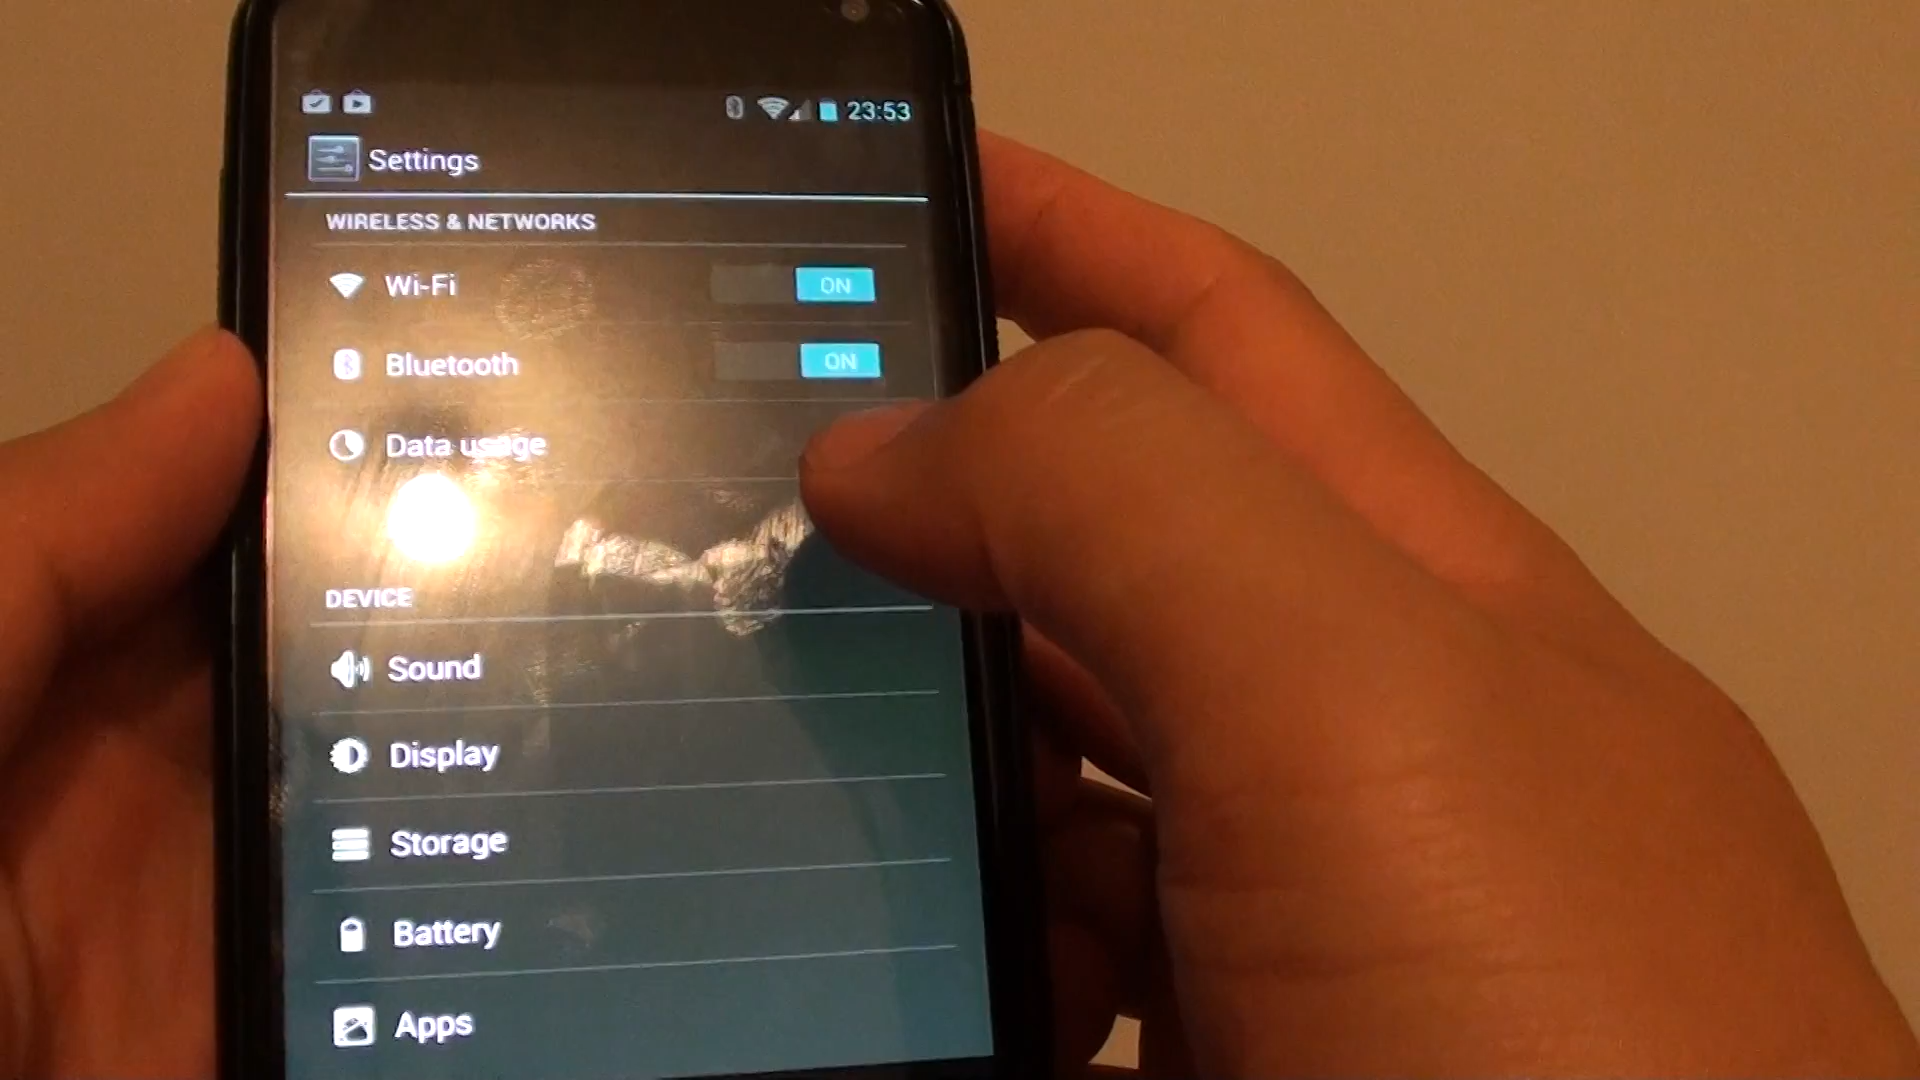 23:53
Settings
WIRELESS & NETWORKS
Wi-Fi ON
Bluetooth ON
Data usage
DEVICE
Sound
Display
Storage
Battery
Apps